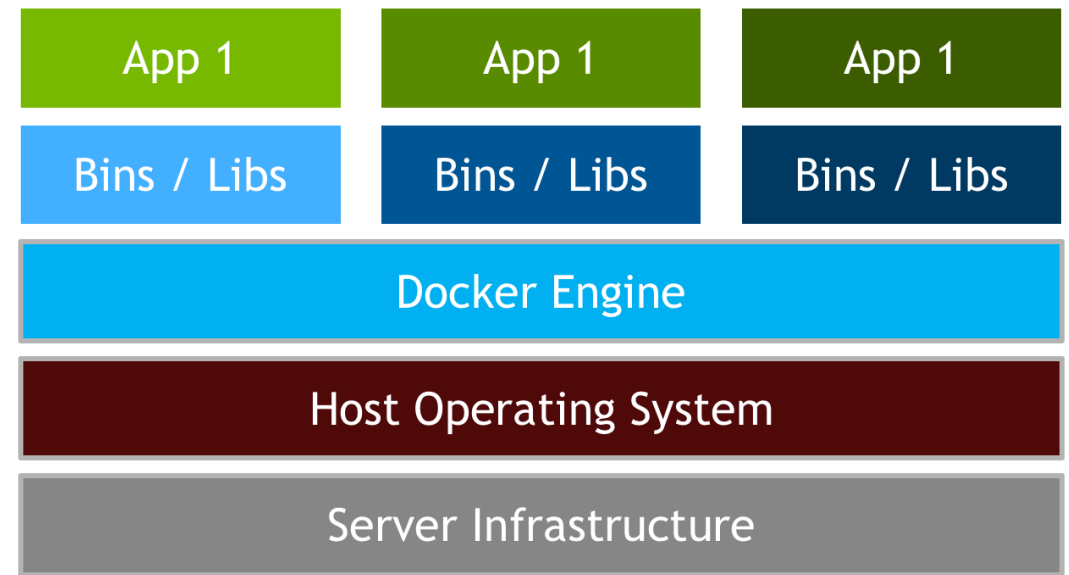 App 1
App 1
App 1
Bins / Libs
Bins / Libs
Bins / Libs
Docker Engine
Host Operating System
Server Infrastructure